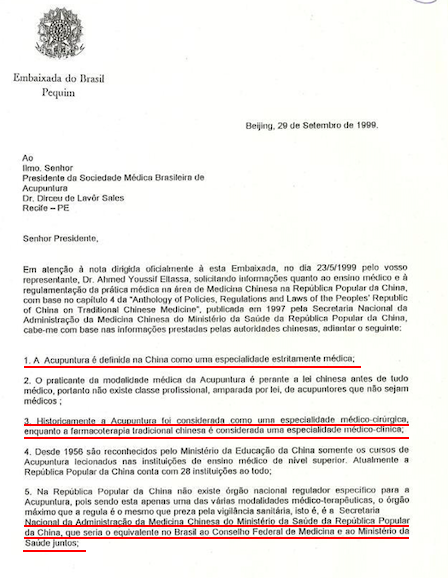 Embaixada do Brasil
Pequim
Beijing, 29 de Setembro de 1999.
Ao
Ilmo. Senhor
Presidente da Sociedade Médica Brasileira de
Acupuntura
Dr. Dirceu de Lavôr Sales
Recife – PE
Senhor Presidente,
Em atenção à nota dirigida oficialmente à esta Embaixada, no dia 23/5/1999 pelo vosso
representante, Dr. Ahmed Youssif Eltassa, solicitando informações quanto ao ensino médico e à
regulamentação da prática médica na área de Medicina Chinesa na República Popular da China,
com base no capítulo 4 da "Anthology of Policies, Regulations and Laws of the Peoples' Republic
of China on Traditional Chinese Medicine", publicada em 1997 pela Secretaria Nacional da
Administração da Medicina Chinesa do Ministério da Saúde da República Popular da China,
cabe-me com base nas informações prestadas pelas autoridades chinesas, adiantar o seguinte:
1. A Acupuntura é definida na China como uma especialidade estritamente médica;
2. O praticante da modalidade médica da Acupuntura é perante a lei chinesa antes de tudo
médico, portanto não existe classe profissional, amparada por lei, de acupuntores que não sejam
médicos ;
3. Historicamente a Acupuntura foi considerada como uma especialidade médico-cirúrgica,
enquanto a farmacoterapia tradicional chinesa é considerada uma especialidade médico-clínica;
4. Desde 1956 são reconhecidos pelo Ministério da Educação da China somente os cursos de
Acupuntura lecionados nas instituições de ensino médico de nível superior. Atualmente a
República Popular da China conta com 28 instituições ao todo;
5. Na República Popular da China não existe órgão nacional regulador específico para a
Acupuntura, pois sendo esta apenas uma das várias modalidades médico-terapêuticas, o órgão
máximo que a regula é o mesmo que preza pela vigilância sanitária, isto é, é a Secretaria
Nacional da Administração da Medicina Chinesa do Ministério da Saúde da República Popular
da China, que seria o equivalente no Brasil ao Conselho Federal de Medicina e ao Ministério da
Saúde juntos;